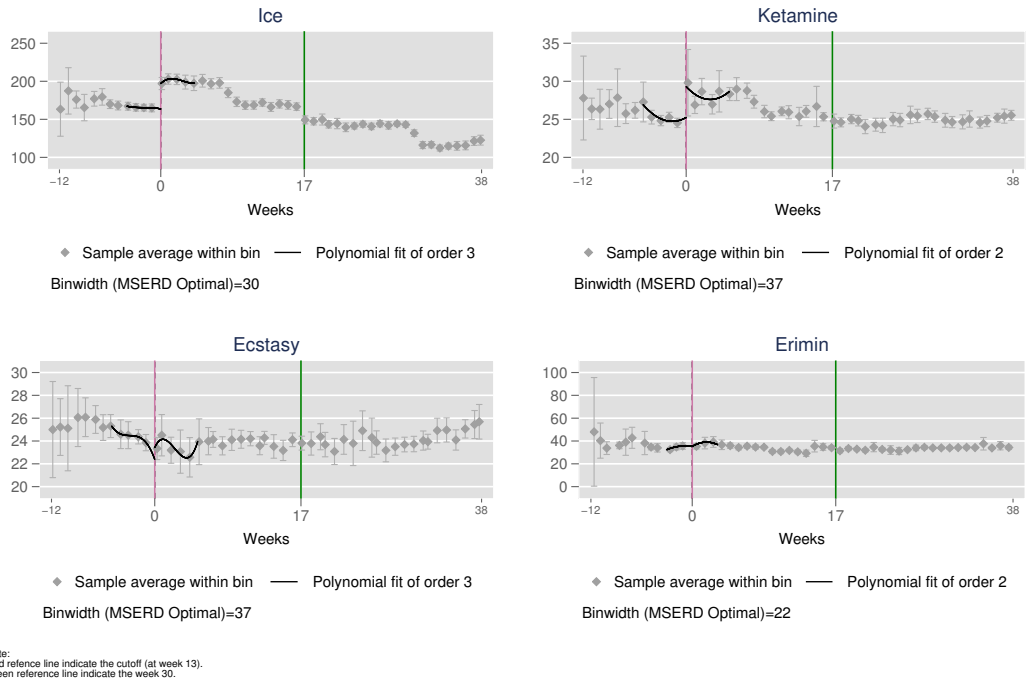 Ice
250
200
150
100
−12
0
17
38
Weeks
Sample average within bin Polynomial fit of order 3
Binwidth (MSERD Optimal)=30
Ketamine
35
30
25
20
−12
0
17
38
Weeks
Sample average within bin Polynomial fit of order 2
Binwidth (MSERD Optimal)=37
Ecstasy
30
28
26
24
22
20
−12
0
17
38
Weeks
Sample average within bin Polynomial fit of order 3
Binwidth (MSERD Optimal)=37
Erimin
100
80
60
40
20
0
−12
0
17
38
Weeks
Sample average within bin Polynomial fit of order 2
Binwidth (MSERD Optimal)=22
te:
d refence line indicate the cutoff (at week 13).
een reference line indicate the week 30.